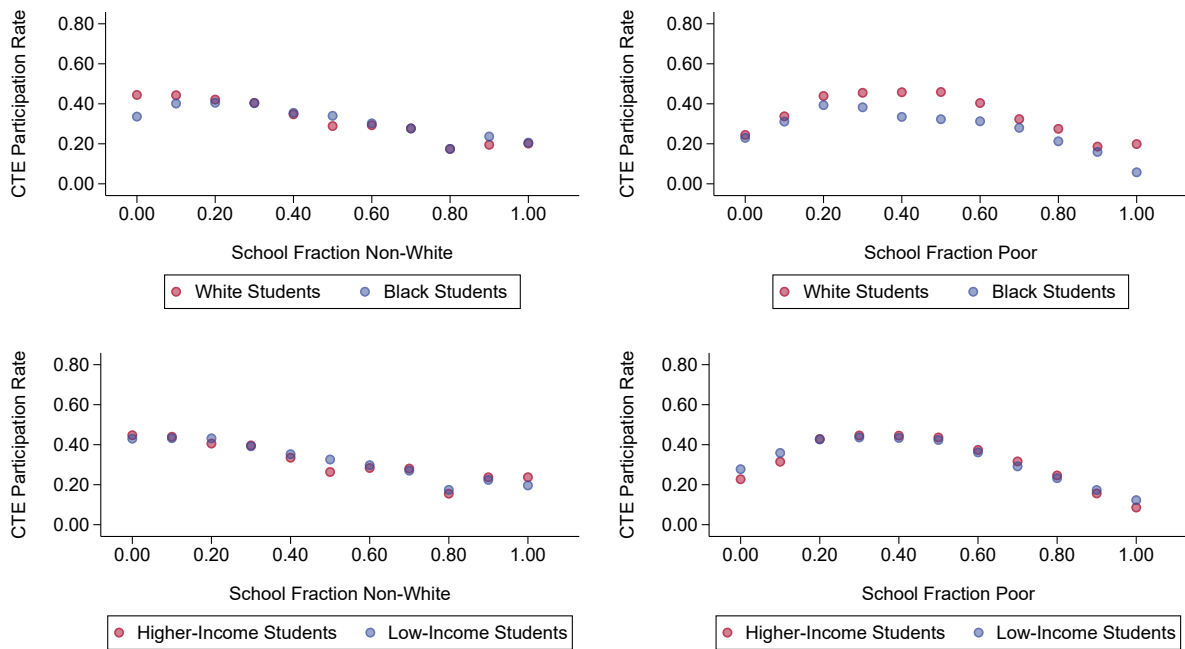 CTE Participation Rate
0.80
0.60
0.40
0.20
0.00
0.00 0.20 0.40 0.60 0.80 1.00
School Fraction Non-White
White Students Black Students
CTE Participation Rate
0.80
0.60
0.40
0.20
0.00
0.00 0.20 0.40 0.60 0.80 1.00
School Fraction Poor
White Students Black Students
CTE Participation Rate
0.80
0.60
0.40
0.20
0.00
0.00 0.20 0.40 0.60 0.80 1.00
School Fraction Non-White
Higher-Income Students Low-Income Students
CTE Participation Rate
0.80
0.60
0.40
0.20
0.00
0.00 0.20 0.40 0.60 0.80 1.00
School Fraction Poor
Higher-Income Students Low-Income Students